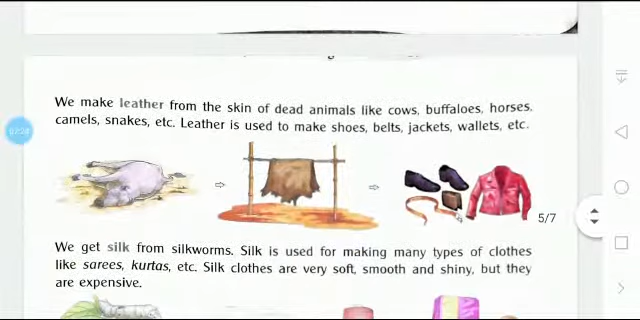 We make leather from the skin of dead animals like cows, buffaloes, horses,
camels, snakes, etc. Leather is used to make shoes, belts, jackets, wallets, etc.
07:24
5/7
We get silk from silkworms. Silk is used for making many types of clothes
like sarees, kurtas, etc. Silk clothes are very soft, smooth and shiny, but they
are expensive.